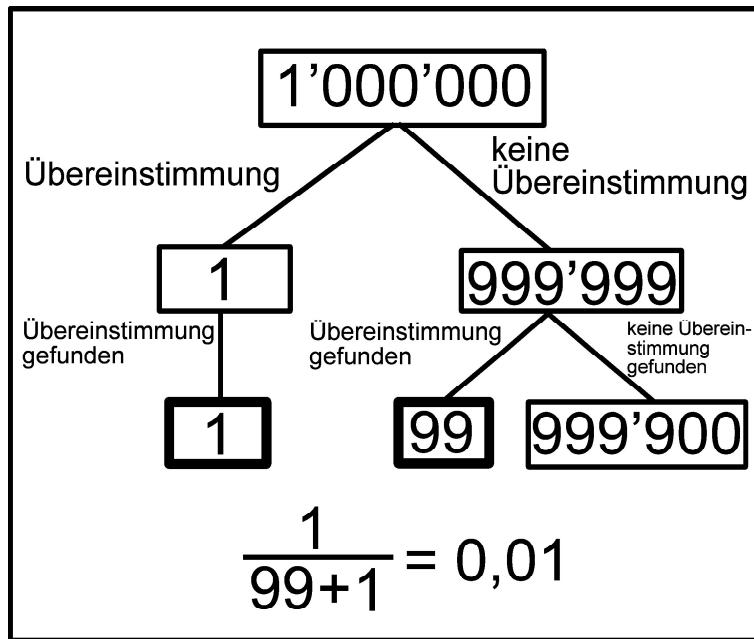 1’000’000
Übereinstimmung
keine
Übereinstimmung
1
999’999
Übereinstimmung
gefunden
Übereinstimmung
gefunden
keine Überein-
stimmung
gefunden
1
99
999’900
1
99+1
= 0,01